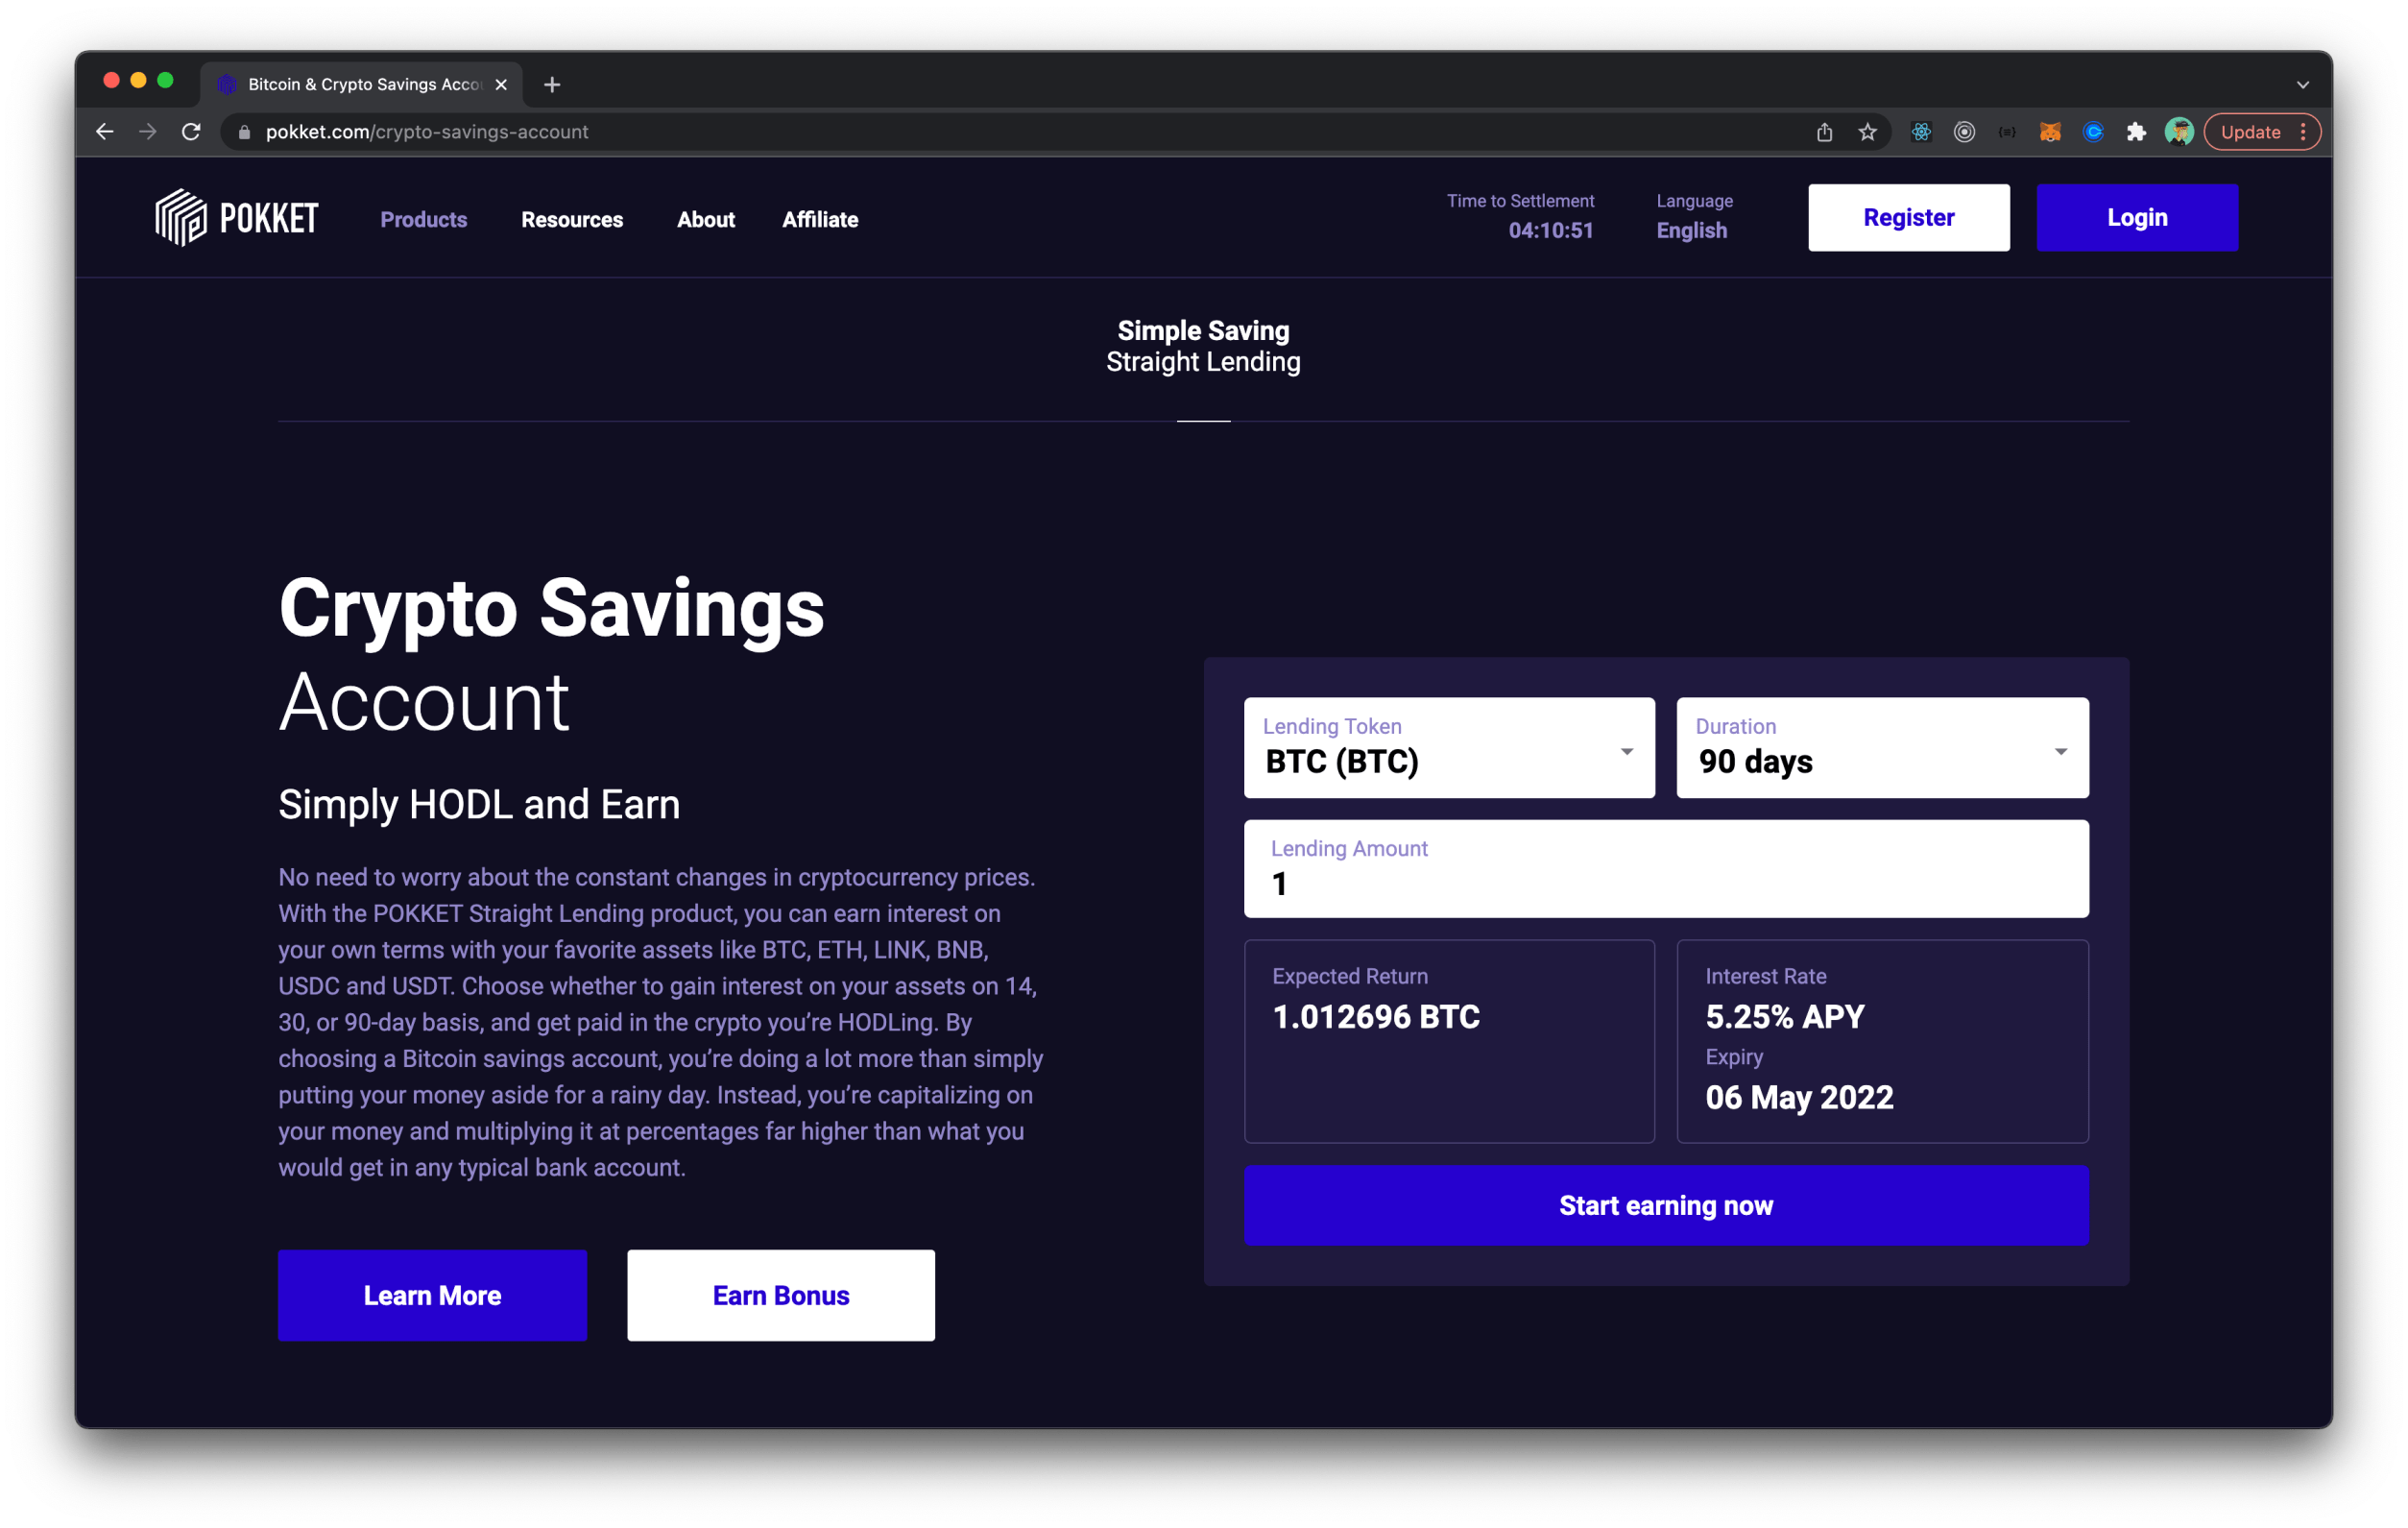 Bitcoin & Crypto Savings Acco
pokket.com/crypto-savings-account
Update
POKKET
Products
Resources
About
Affiliate
Time to Settlement
04:10:51
Language
English
Register
Login
Simple Saving
Straight Lending
Crypto Savings
Account
Simply HODL and Earn
No need to worry about the constant changes in cryptocurrency prices.
With the POKKET Straight Lending product, you can earn interest on
your own terms with your favorite assets like BTC, ETH, LINK, BNB,
USDC and USDT. Choose whether to gain interest on your assets on 14,
30, or 90-day basis, and get paid in the crypto you’re HODLing. By
choosing a Bitcoin savings account, you’re doing a lot more than simply
putting your money aside for a rainy day. Instead, you’re capitalizing on
your money and multiplying it at percentages far higher than what you
would get in any typical bank account.
Learn More
Earn Bonus
Lending Token
BTC (BTC)
Duration
90 days
Lending Amount
1
Expected Return
1.012696 BTC
Interest Rate
5.25% APY
Expiry
06 May 2022
Start earning now